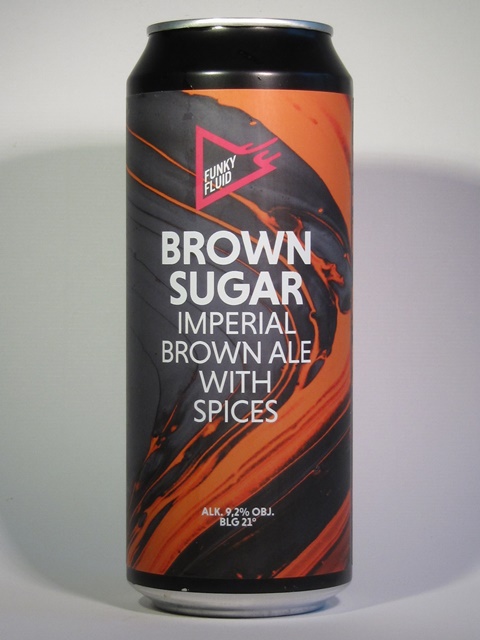 FUNKY
FLUID
BROWN
SUGAR
IMPERIAL
BROWN ALE
WITH
SPICES
ALK. 9,2% OBJ.
BLG 21°